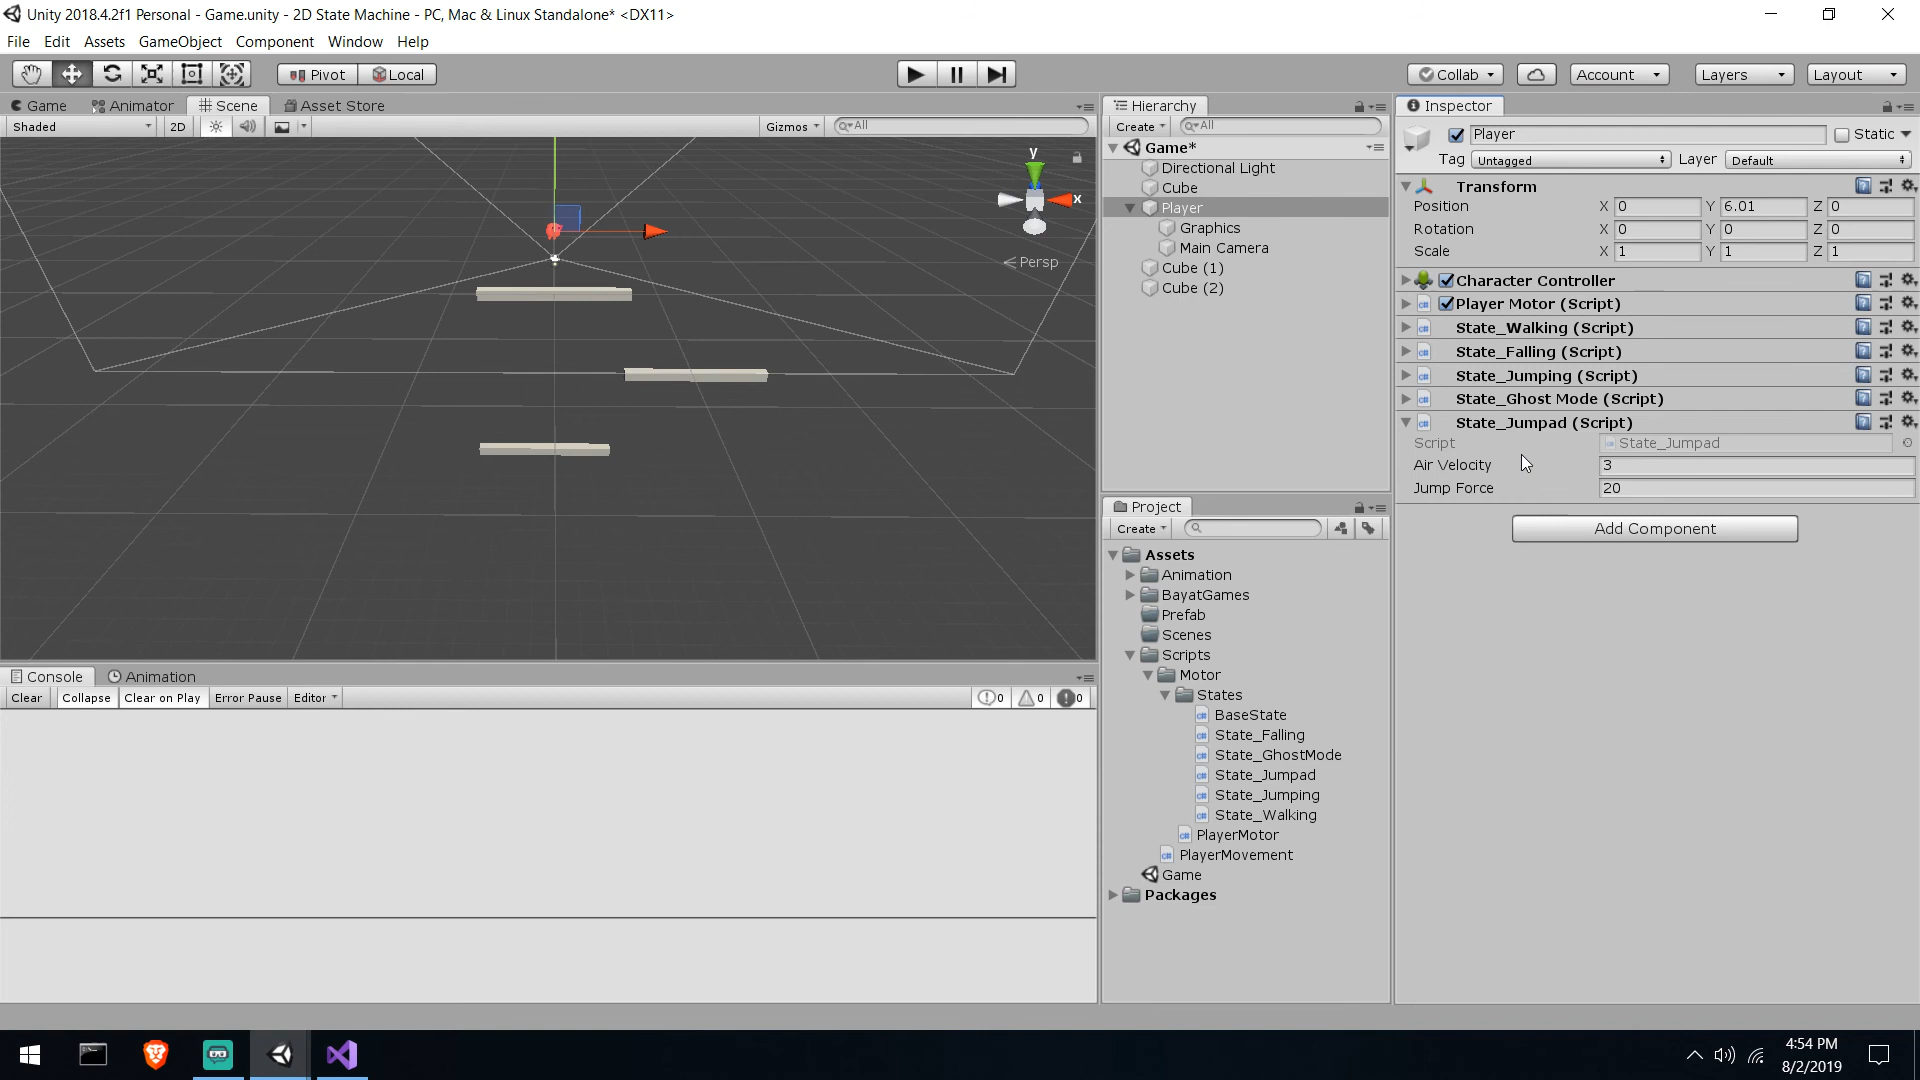 Unity 2018.4.2f1 Personal - Game.unity - 2D State Machine - PC, Mac & Linux Standalone* <DX11>
File Edit Assets GameObject Component Window Help
Pivot Local Collab Account Layers Layout
Game Animator Scene Asset Store
Shaded 2D Gizmos All
y
x
Persp
Hierarchy
Create All
Game*
Directional Light
Cube
Player
Graphics
Main Camera
Cube (1)
Cube (2)
Inspector
Player Static
Tag Untagged Layer Default
Transform
Position X 0 Y 6.01 Z 0
Rotation X 0 Y 0 Z 0
Scale X 1 Y 1 Z 1
Character Controller
Player Motor (Script)
State_Walking (Script)
State_Falling (Script)
State_Jumping (Script)
State_Ghost Mode (Script)
State_Jumpad (Script)
Script State_Jumpad
Air Velocity 3
Jump Force 20
Add Component
Project
Create
Assets
Animation
BayatGames
Prefab
Scenes
Scripts
Motor
States
BaseState
State_Falling
State_GhostMode
State_Jumpad
State_Jumping
State_Walking
PlayerMotor
PlayerMovement
Game
Packages
Console Animation
Clear Collapse Clear on Play Error Pause Editor 0 0 0
4:54 PM
8/2/2019